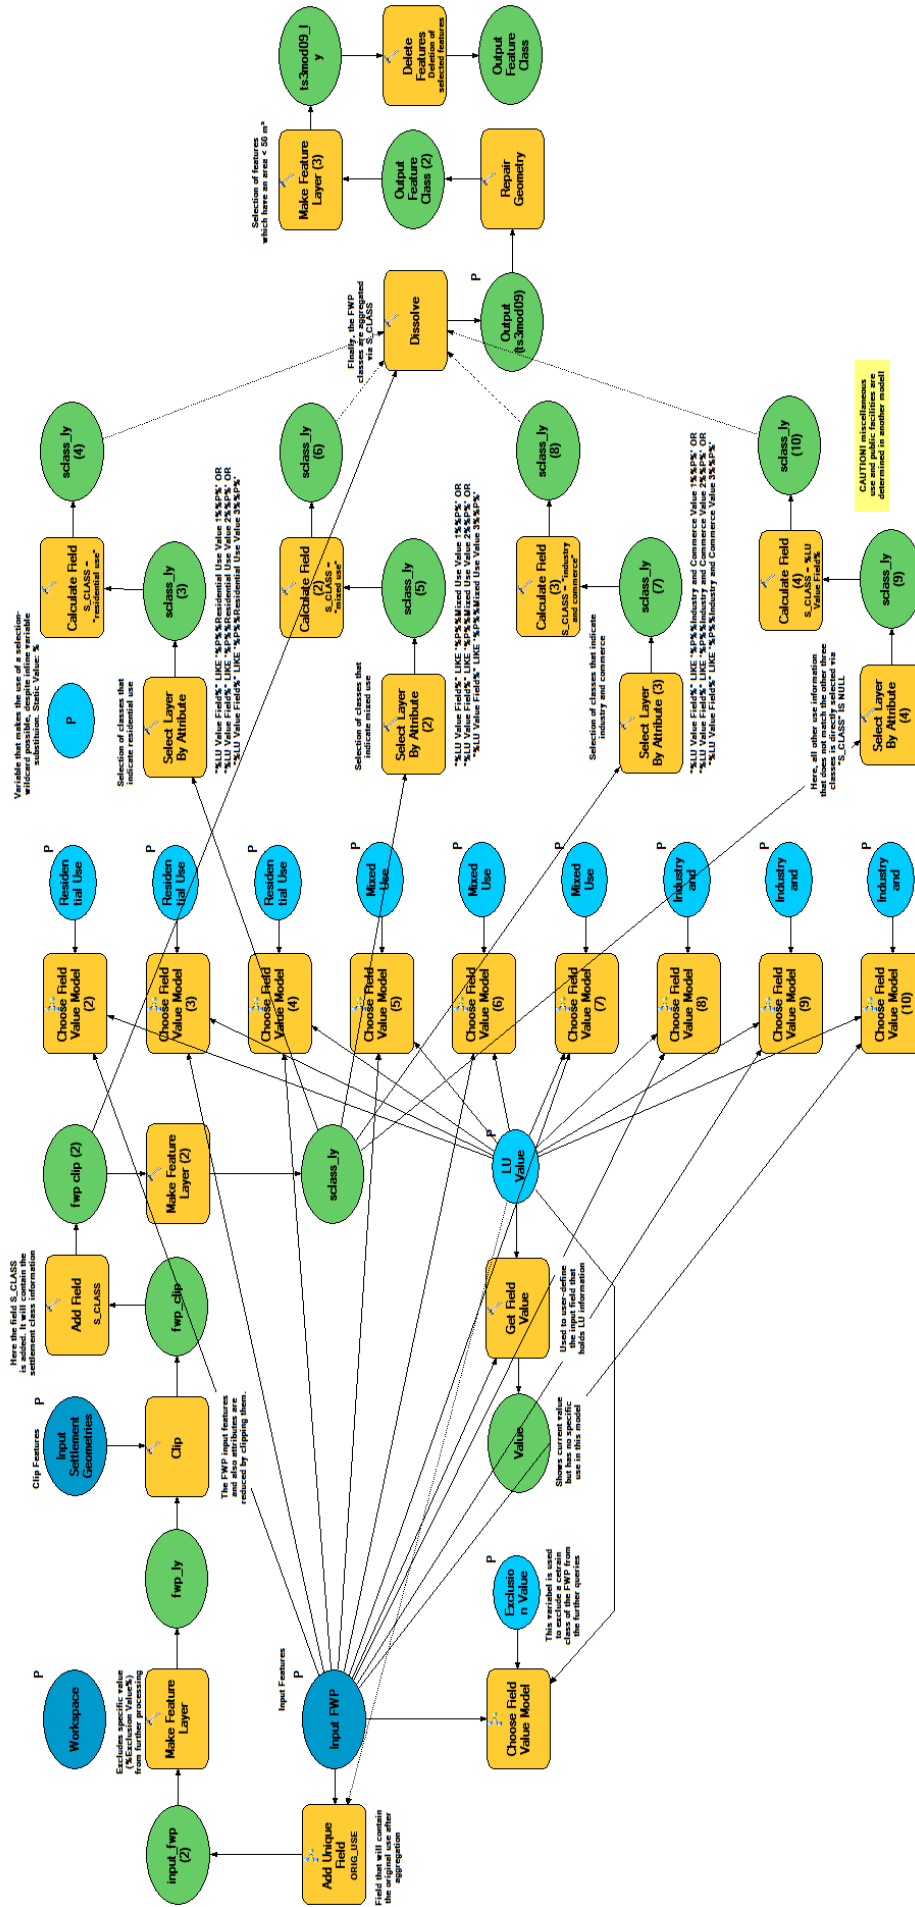 Workspace
P
input_fwp
(2)
Excludes specific value
(%Exclusion Value%)
from further processing
Make Feature
Layer
fwp_ly
Clip Features
P
Input
Settlement
Geometries
Clip
The FWP input features
and also attributes are
reduced by clipping them.
fwp_clip
Here the field S_CLASS
is added. It will contain the
settlement class information
Add Field
S_CLASS
fwp clip (2)
Make Feature
Layer (2)
sclass_ly
Add Unique
Field
ORIG_USE
Field that will contain
the original use after
aggregation
Input Features
P
Input FWP
Choose Field
Value Model
P
Exclusio
n Value
This variabel is used
to exclude a cetrain
class of the FWP from
the further queries
Value
Shows current value
but has no specific
use in this model
Get Field
Value
Used to user-define
the input field that
holds LU information
P
LU
Value
Choose Field
Value Model
(2)
P
Residen
tial Use
Choose Field
Value Model
(3)
P
Residen
tial Use
Choose Field
Value Model
(4)
P
Residen
tial Use
Choose Field
Value Model
(5)
P
Mixed
Use
Choose Field
Value Model
(6)
P
Mixed
Use
Choose Field
Value Model
(7)
P
Mixed
Use
Choose Field
Value Model
(8)
P
Industry
and
Choose Field
Value Model
(9)
P
Industry
and
Choose Field
Value Model
(10)
P
Industry
and
Variable that makes the use of a selection-
wildcard possible, despite inline variable
substituion. Static Value: %
P
Selection of classes that
indicate residential use
Select Layer
By Attribute
"%LU Value Field%" LIKE '%P%%Residential Use Value 1%%P%' OR
"%LU Value Field%" LIKE '%P%%Residential Use Value 2%%P%' OR
"%LU Value Field%" LIKE '%P%%Residential Use Value 3%%P%'
sclass_ly
(3)
Calculate Field
S_CLASS =
"residential use"
sclass_ly
(4)
Selection of classes that
indicate mixed use
Select Layer
By Attribute
(2)
"%LU Value Field%" LIKE '%P%%Mixed Use Value 1%%P%' OR
"%LU Value Field%" LIKE '%P%%Mixed Use Value 2%%P%' OR
"%LU Value Field%" LIKE '%P%%Mixed Use Value 3%%P%'
sclass_ly
(5)
Calculate Field
(2)
S_CLASS =
"mixed use"
sclass_ly
(6)
Selection of classes that indicate
industry and commerce
Select Layer
By Attribute (3)
"%LU Value Field%" LIKE '%P%%Industry and Commerce Value 1%%P%' OR
"%LU Value Field%" LIKE '%P%%Industry and Commerce Value 2%%P%' OR
"%LU Value Field%" LIKE '%P%%Industry and Commerce Value 3%%P%'
sclass_ly
(7)
Calculate Field
(3)
S_CLASS = "industry
and commerce"
sclass_ly
(8)
Here, all other use information
that does not match the other three
classes is directly selected via
"S_CLASS" IS NULL
Select Layer
By Attribute
(4)
sclass_ly
(9)
Calculate Field
(4)
S_CLASS = %LU
Value Field%
sclass_ly
(10)
CAUTION! miscellaneous
use and public facilities are
determined in another model!
Finally, the FWP
classes are aggregated
via S_CLASS
Dissolve
P
Output
(ts3mod09)
Repair
Geometry
Output
Feature
Class (2)
Selection of features
which have an area < 50 m²
Make Feature
Layer (3)
ts3mod09_l
y
Delete
Features
Deletion of
selected features
Output
Feature
Class